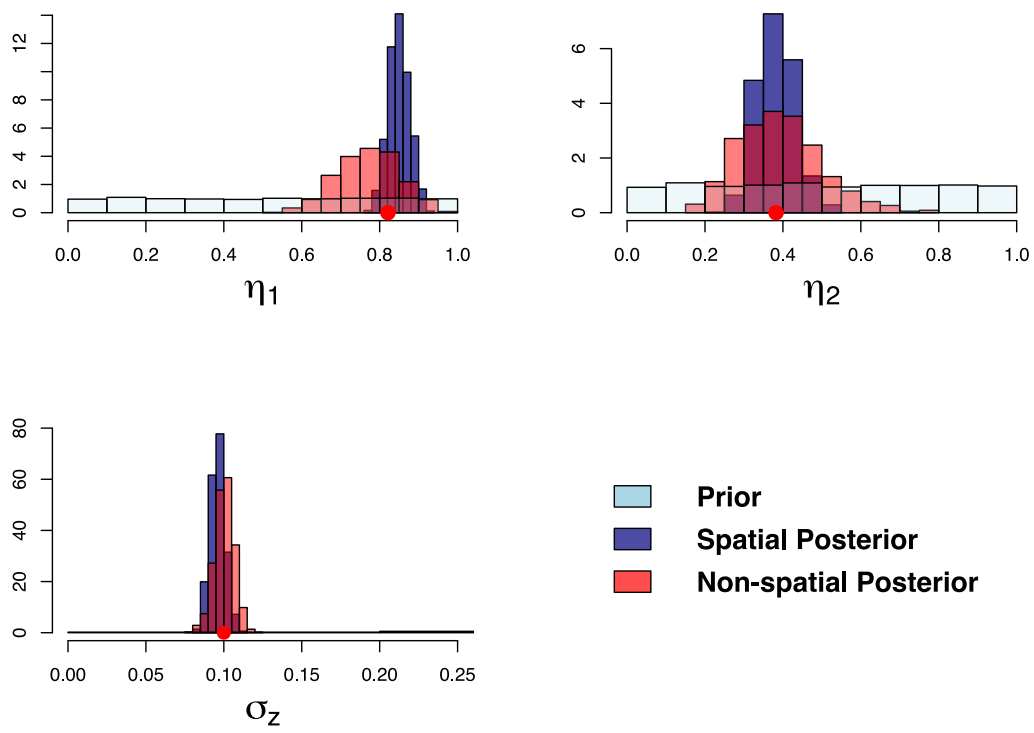 0 2 4 6 8 10 12
0.0 0.2 0.4 0.6 0.8 1.0
η1
0 2 4 6
0.0 0.2 0.4 0.6 0.8 1.0
η2
0 20 40 60 80
0.00 0.05 0.10 0.15 0.20 0.25
σz
Prior
Spatial Posterior
Non-spatial Posterior